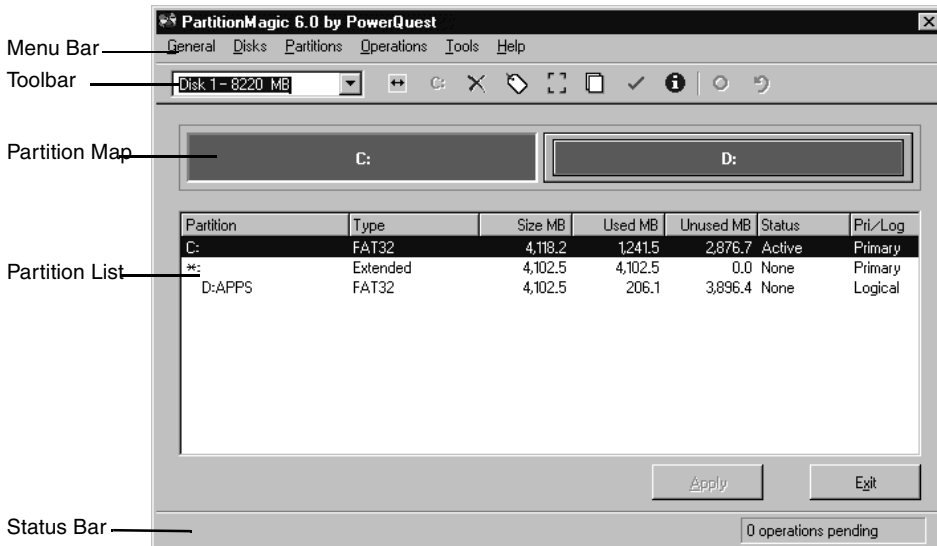 PartitionMagic 6.0 by PowerQuest
Menu Bar
General Disks Partitions Operations Tools Help
Toolbar
Disk 1 – 8220 MB C:
Partition Map
C: D:
Partition Type Size MB Used MB Unused MB Status Pri/Log
C: FAT32 4,118.2 1,241.5 2,876.7 Active Primary
Partition List
*: Extended 4,102.5 4,102.5 0.0 None Primary
D:APPS FAT32 4,102.5 206.1 3,896.4 None Logical
Apply Exit
Status Bar
0 operations pending